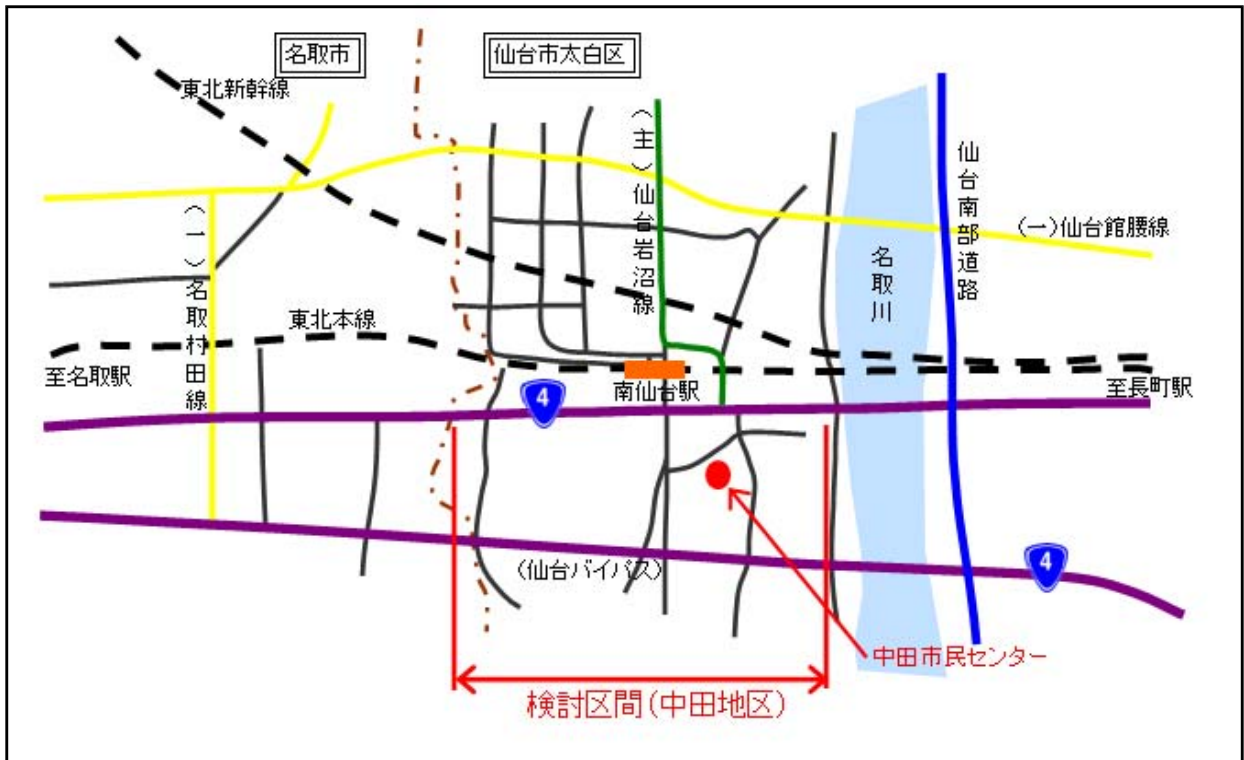 名取市
仙台市太白区
東北新幹線
(主)仙台岩沼線
仙台南部道路
(一)名取村田線
(一)仙台館腰線
名取川
東北本線
至名取駅
南仙台駅
至長町駅
4
(仙台バイパス)
4
中田市民センター
検討区間(中田地区)